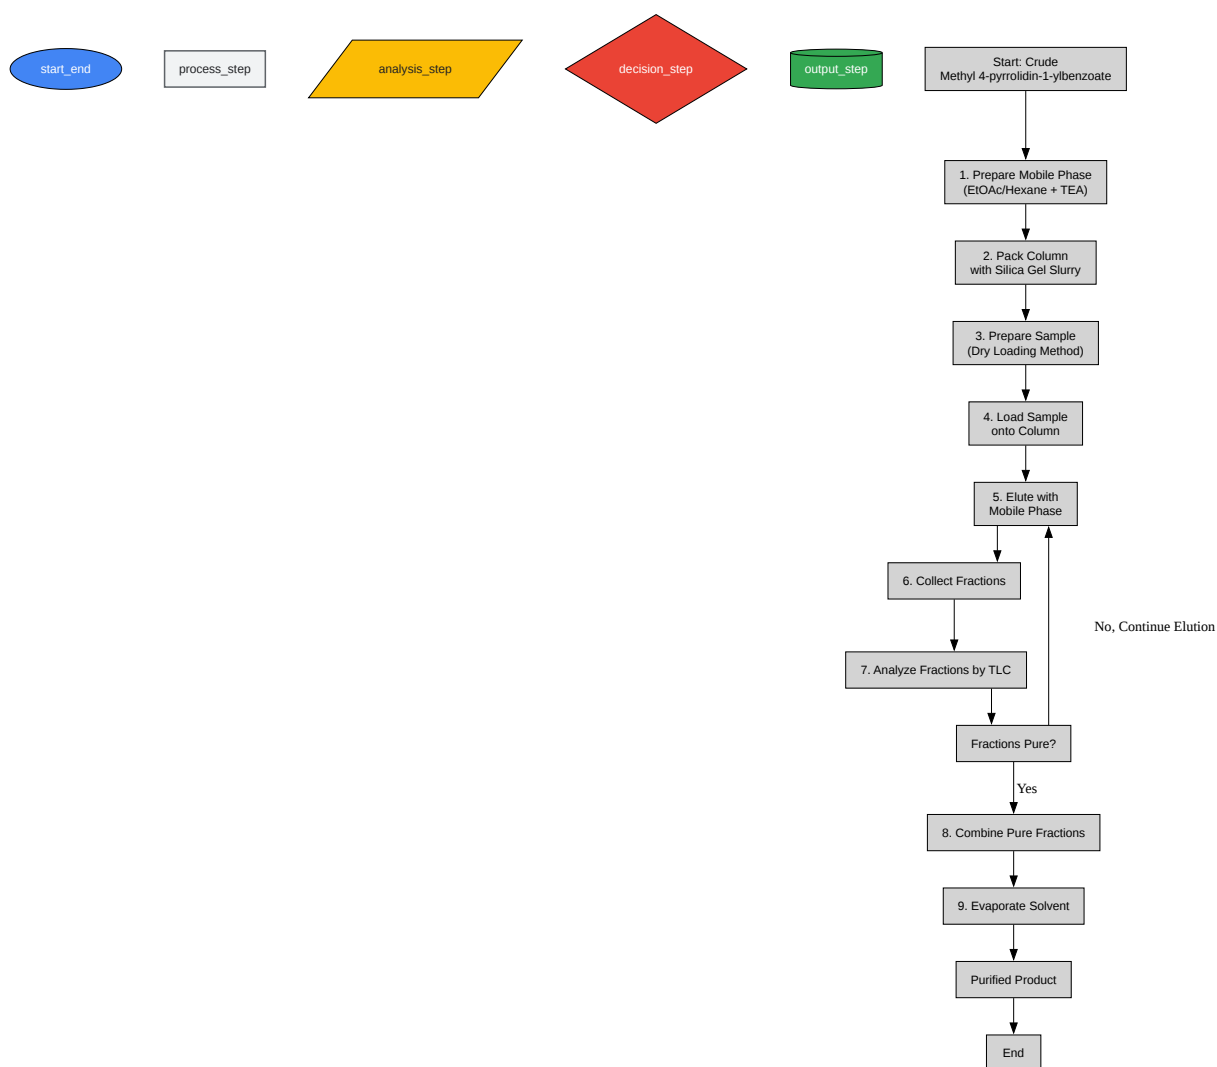 start_end
process_step
analysis_step
decision_step
output_step
Start: Crude
Methyl 4-pyrrolidin-1-ylbenzoate
1. Prepare Mobile Phase
(EtOAc/Hexane + TEA)
2. Pack Column
with Silica Gel Slurry
3. Prepare Sample
(Dry Loading Method)
4. Load Sample
onto Column
5. Elute with
Mobile Phase
6. Collect Fractions
No, Continue Elution
7. Analyze Fractions by TLC
Fractions Pure?
Yes
8. Combine Pure Fractions
9. Evaporate Solvent
Purified Product
End